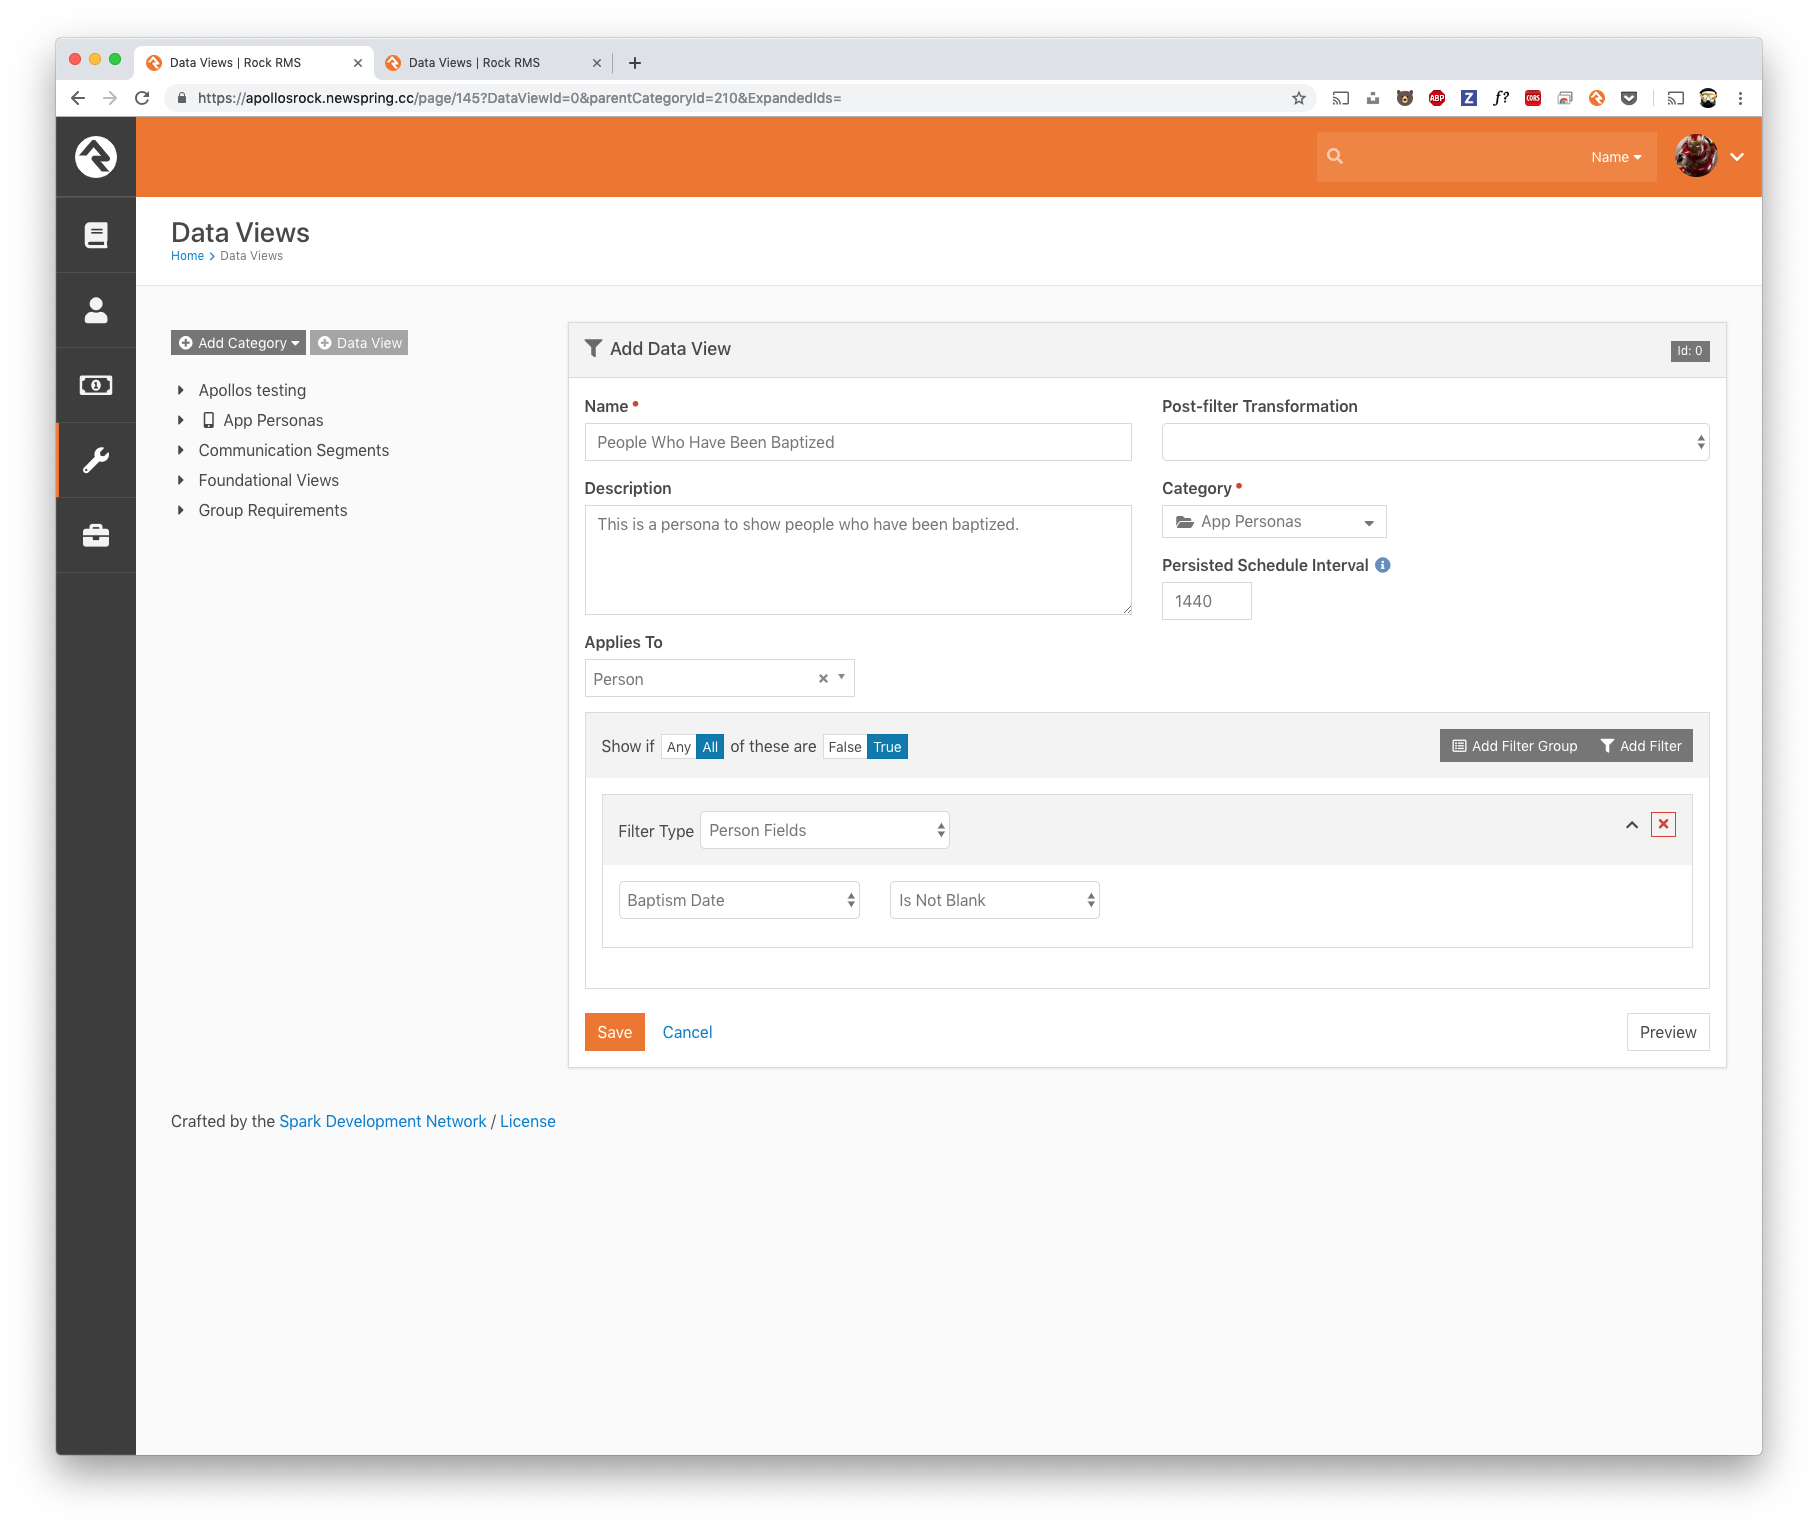 Data Views | Rock RMS
Data Views | Rock RMS
https://apollosrock.newspring.cc/page/145?DataViewId=0&parentCategoryId=210&ExpandedIds=
ABP
Z
f?
CORS
Name
Data Views
Home > Data Views
Add Category
Data View
Apollos testing
App Personas
Communication Segments
Foundational Views
Group Requirements
Add Data View
Id: 0
Name
People Who Have Been Baptized
Post-filter Transformation
Description
This is a persona to show people who have been baptized.
Category
App Personas
Persisted Schedule Interval
1440
Applies To
Person
Show if Any All of these are False True
Add Filter Group
Add Filter
Filter Type Person Fields
Baptism Date
Is Not Blank
Save
Cancel
Preview
Crafted by the Spark Development Network / License